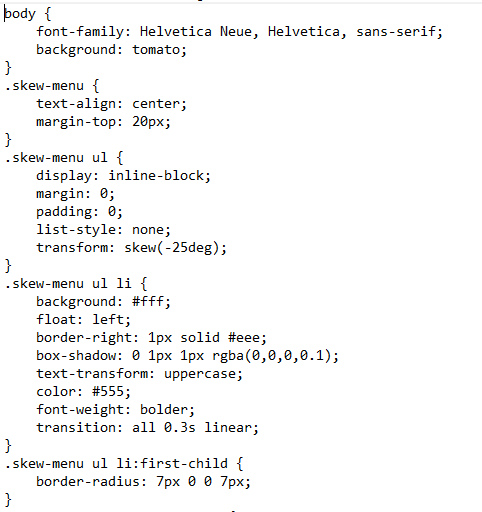 body {
    font-family: Helvetica Neue, Helvetica, sans-serif;
    background: tomato;
}
.skew-menu {
    text-align: center;
    margin-top: 20px;
}
.skew-menu ul {
    display: inline-block;
    margin: 0;
    padding: 0;
    list-style: none;
    transform: skew(-25deg);
}
.skew-menu ul li {
    background: #fff;
    float: left;
    border-right: 1px solid #eee;
    box-shadow: 0 1px 1px rgba(0,0,0,0.1);
    text-transform: uppercase;
    color: #555;
    font-weight: bolder;
    transition: all 0.3s linear;
}
.skew-menu ul li:first-child {
    border-radius: 7px 0 0 7px;
}